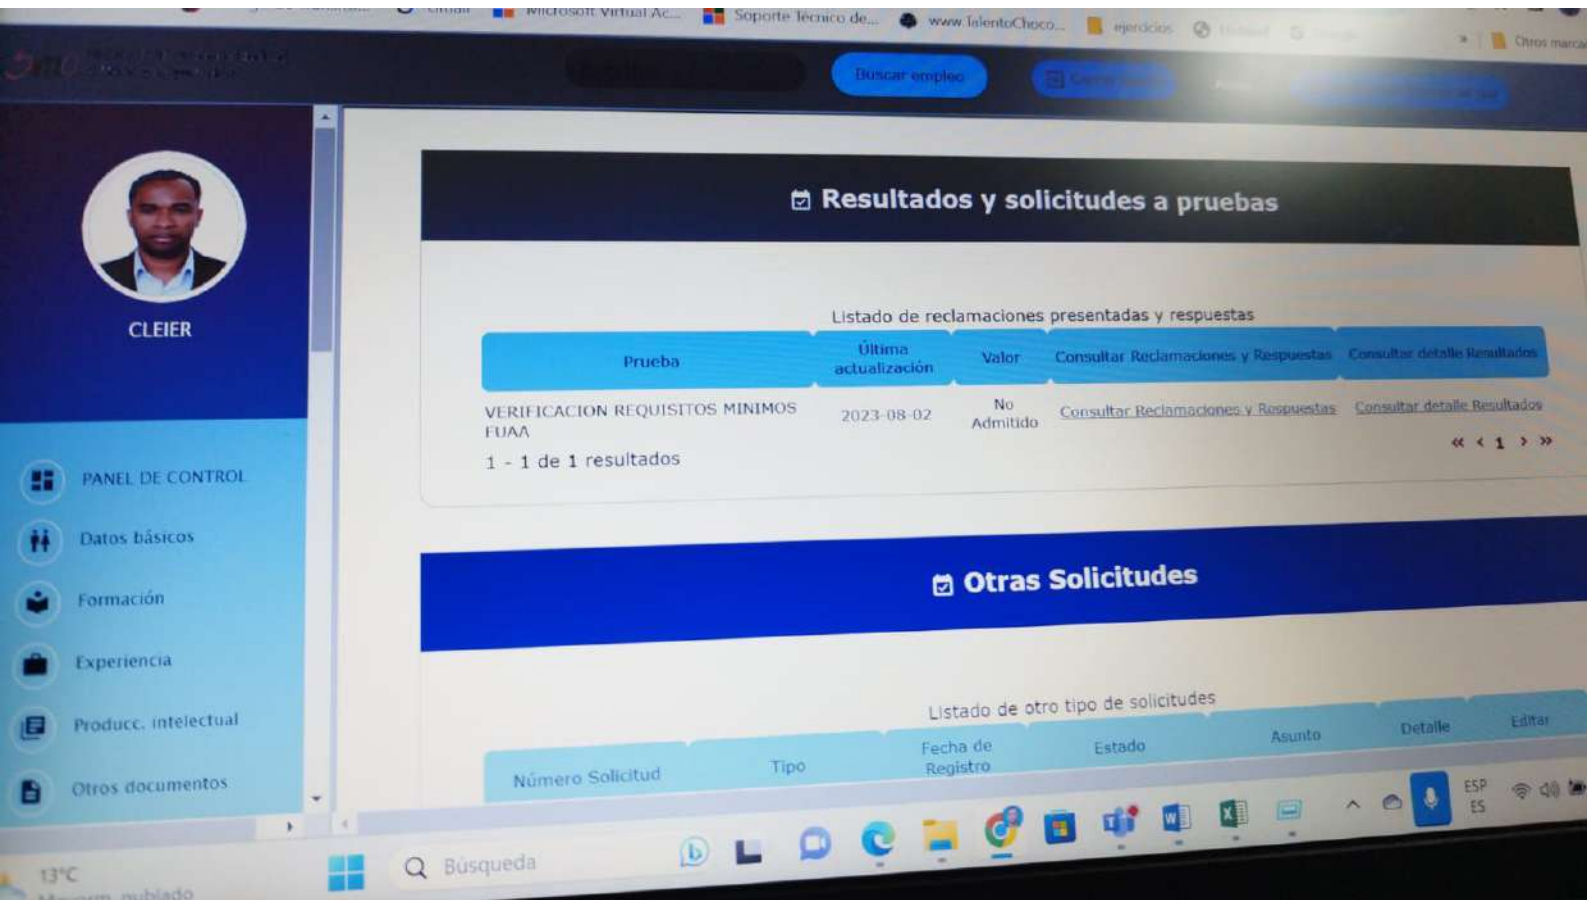 Gmail
Microsoft Virtual Ac...
Soporte Técnico de...
www.TalentoChoco...
ejercicios
Otros marca
Buscar empleo
CLEIER
Resultados y solicitudes a pruebas
Listado de reclamaciones presentadas y respuestas
Prueba
Última actualización
Valor
Consultar Reclamaciones y Respuestas
Consultar detalle Resultados
VERIFICACION REQUISITOS MINIMOS
FUAA
2023-08-02
No
Admitido
Consultar Reclamaciones y Respuestas
Consultar detalle Resultados
1 - 1 de 1 resultados
« < 1 > »
PANEL DE CONTROL
Datos básicos
Formación
Experiencia
Producc. intelectual
Otros documentos
Otras Solicitudes
Listado de otro tipo de solicitudes
Número Solicitud
Tipo
Fecha de
Registro
Estado
Asunto
Detalle
Editar
13°C
nublado
Búsqueda
ESP
ES